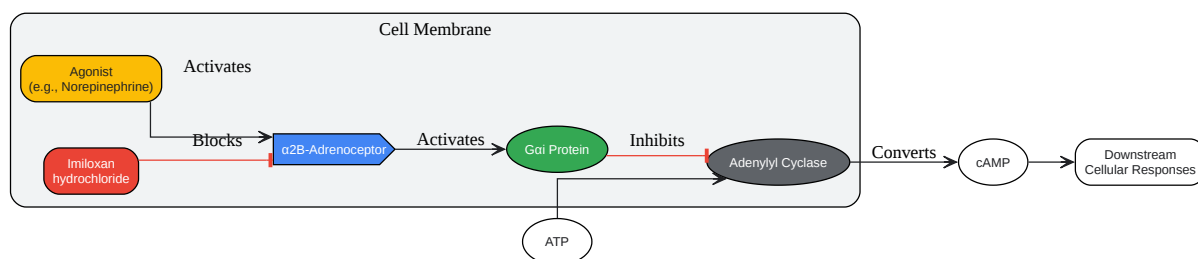 Cell Membrane
Agonist
(e.g., Norepinephrine)
Activates
Blocks
Imiloxan
hydrochloride
α2B-Adrenoceptor
Activates
Gαi Protein
Inhibits
Adenylyl Cyclase
Converts
cAMP
Downstream
Cellular Responses
ATP